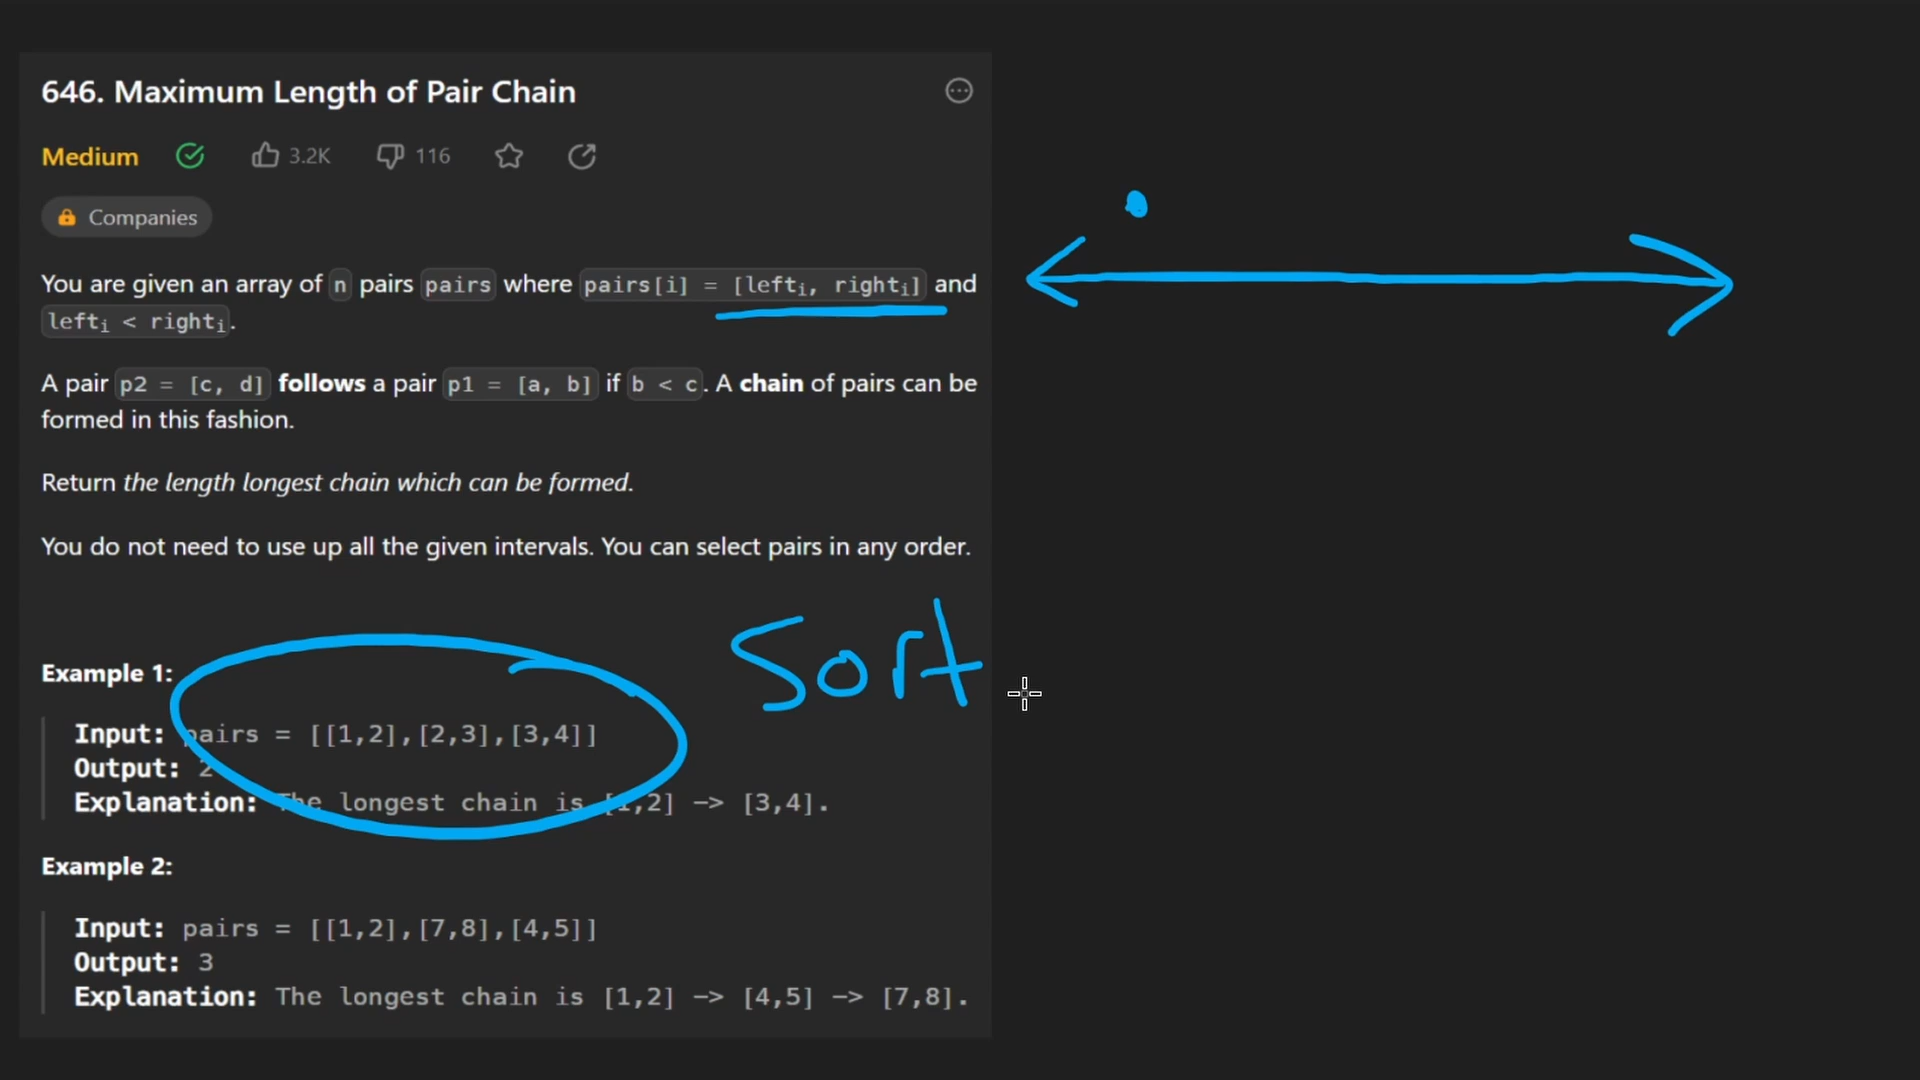 646. Maximum Length of Pair Chain
Medium 3.2K 116
Companies
You are given an array of n pairs pairs where pairs[i] = [lefti, righti] and
lefti < righti.
A pair p2 = [c, d] follows a pair p1 = [a, b] if b < c. A chain of pairs can be
formed in this fashion.
Return the length longest chain which can be formed.
You do not need to use up all the given intervals. You can select pairs in any order.
Sort
Example 1:
Input: pairs = [[1,2],[2,3],[3,4]]
Output: 2
Explanation: The longest chain is [1,2] -> [3,4].
Example 2:
Input: pairs = [[1,2],[7,8],[4,5]]
Output: 3
Explanation: The longest chain is [1,2] -> [4,5] -> [7,8].